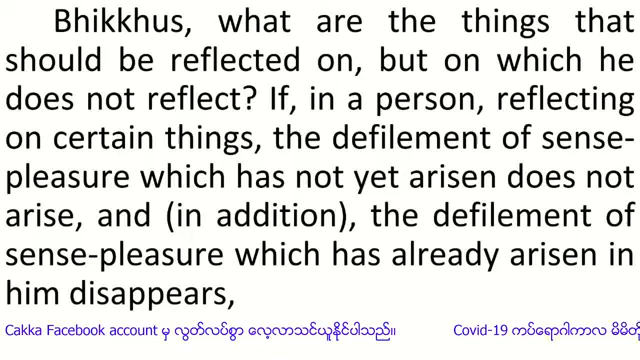 Bhikkhus, what are the things that
should be reflected on, but on which he
does not reflect? If, in a person, reflecting
on certain things, the defilement of sense-
pleasure which has not yet arisen does not
arise, and (in addition), the defilement of
sense-pleasure which has already arisen in
him disappears,
Cakka Facebook account မှ လွတ်လပ်စွာ လေ့လာသင်ယူနိုင်ပါသည်။ Covid-19 ကပ်ရောဂါကာလ မိမိတို့